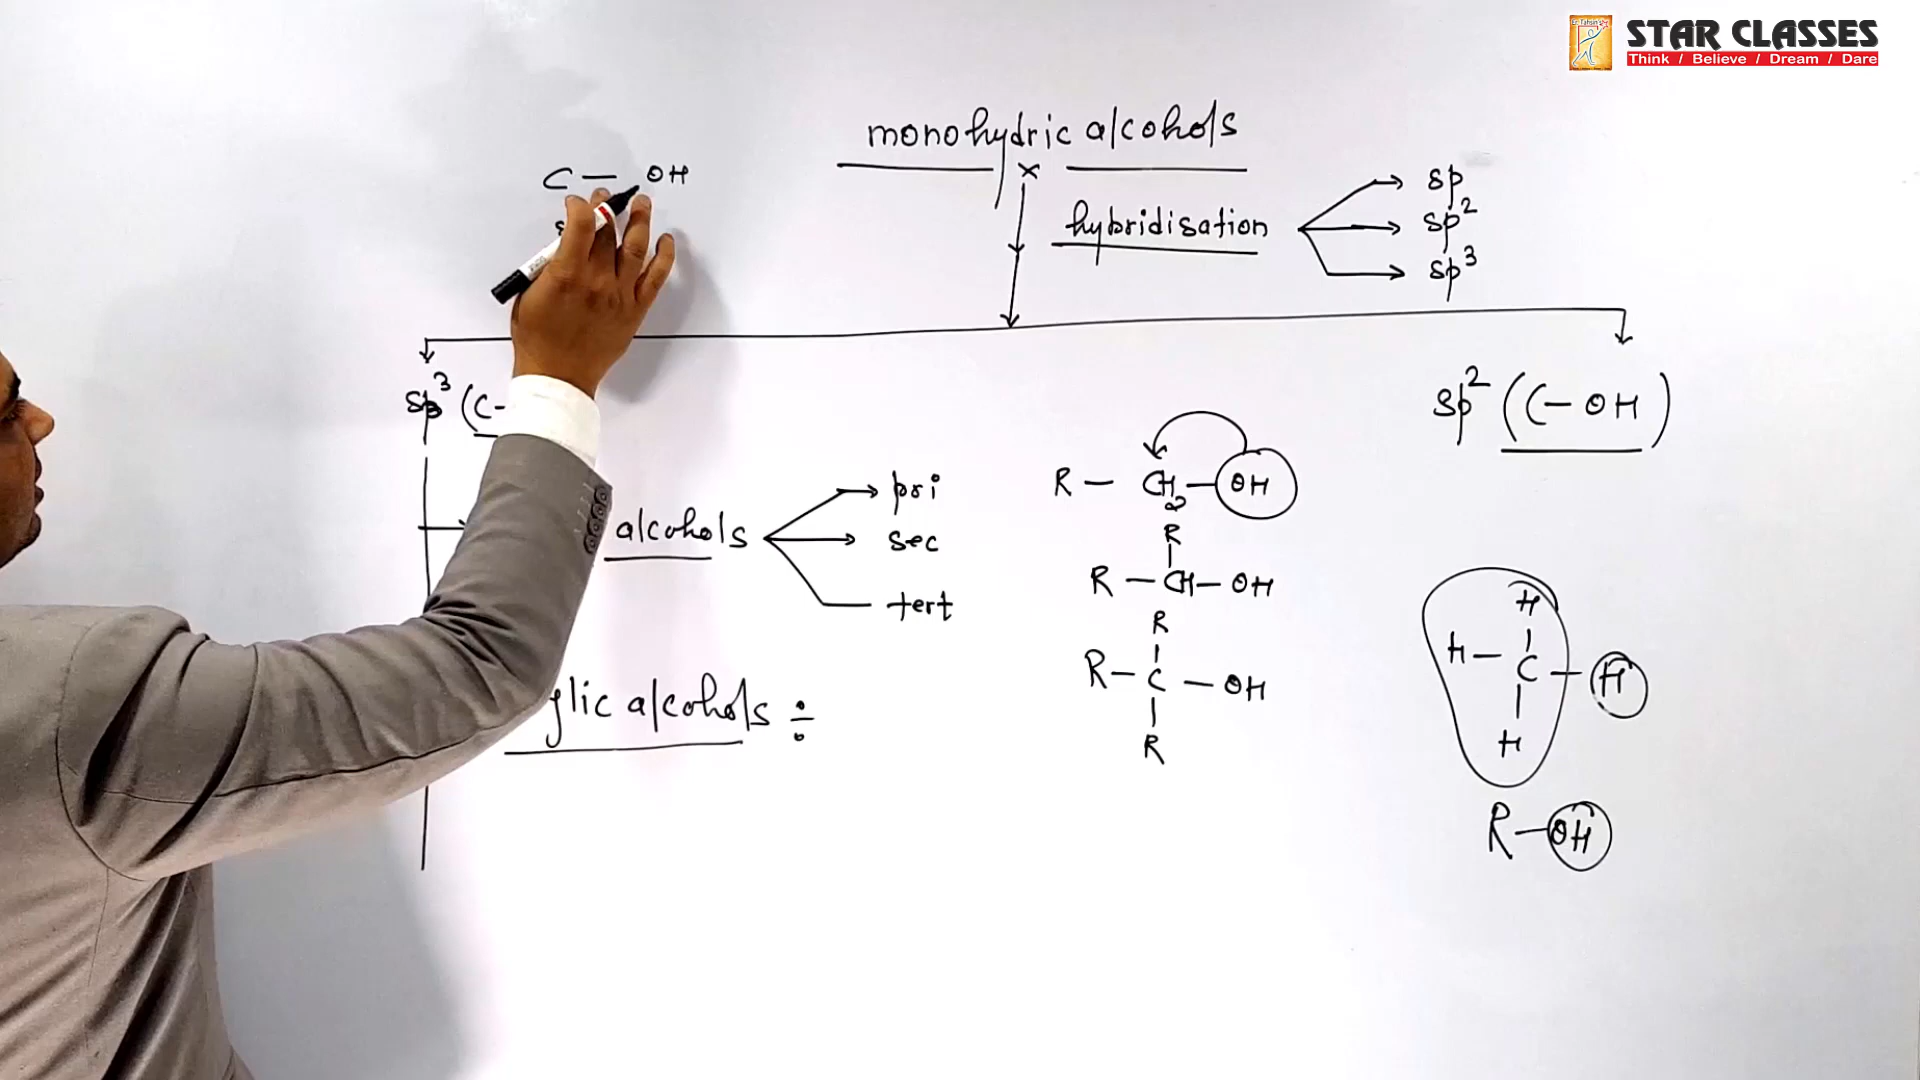 STAR CLASSES
Think / Believe / Dream / Dare
monohydric alcohols
C — OH
hybridisation
sp
sp²
sp³
sp³ (C-
sp² (C-OH)
alcohols
pri
sec
tert
R — CH₂ — OH
R
R — CH — OH
R
R — C — OH
R
glic alcohols ÷
H
H — C — H
H
R — OH